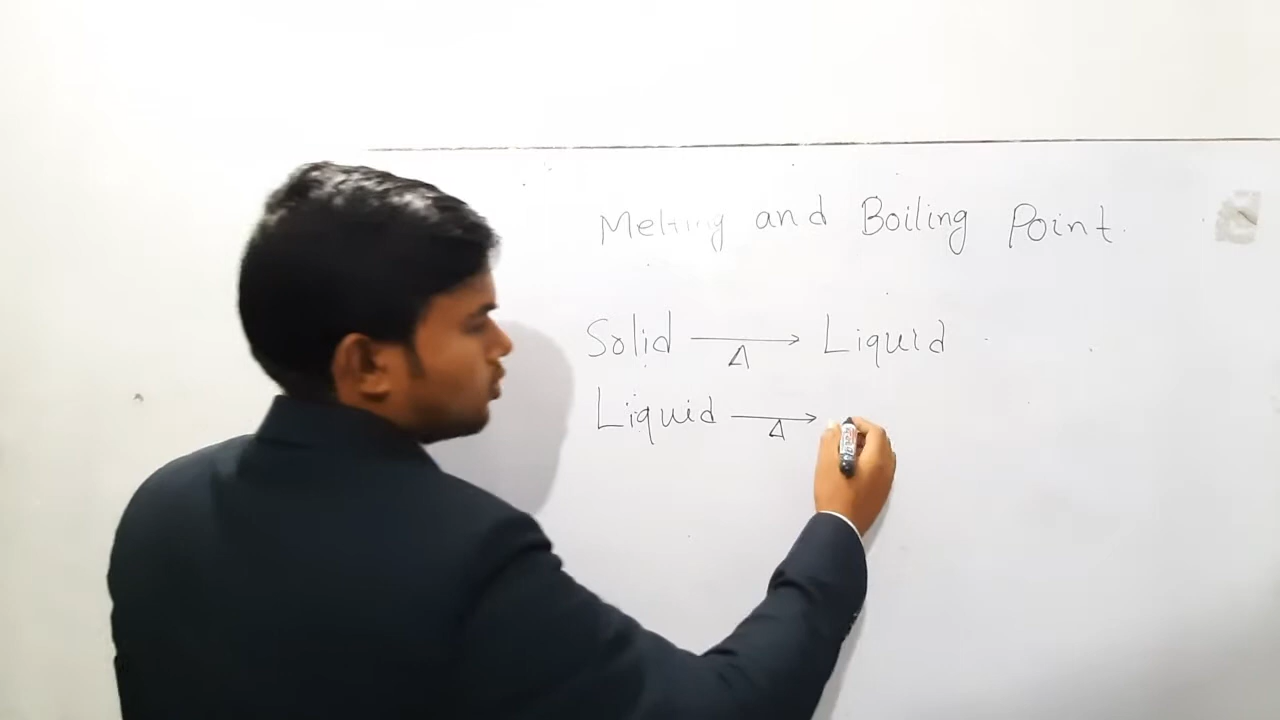 Melting and Boiling Point.
Solid ⟶ Liquid
Δ
Liquid ⟶
Δ